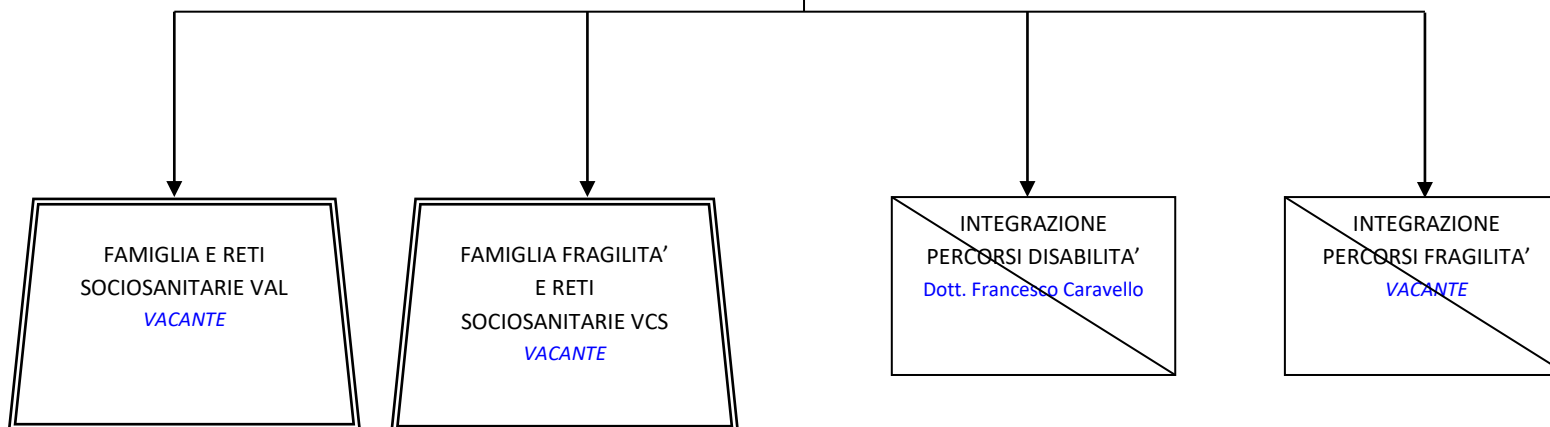 FAMIGLIA E RETI
SOCIOSANITARIE VAL
VACANTE
FAMIGLIA FRAGILITA’
E RETI
SOCIOSANITARIE VCS
VACANTE
INTEGRAZIONE
PERCORSI DISABILITA’
Dott. Francesco Caravello
INTEGRAZIONE
PERCORSI FRAGILITA’
VACANTE